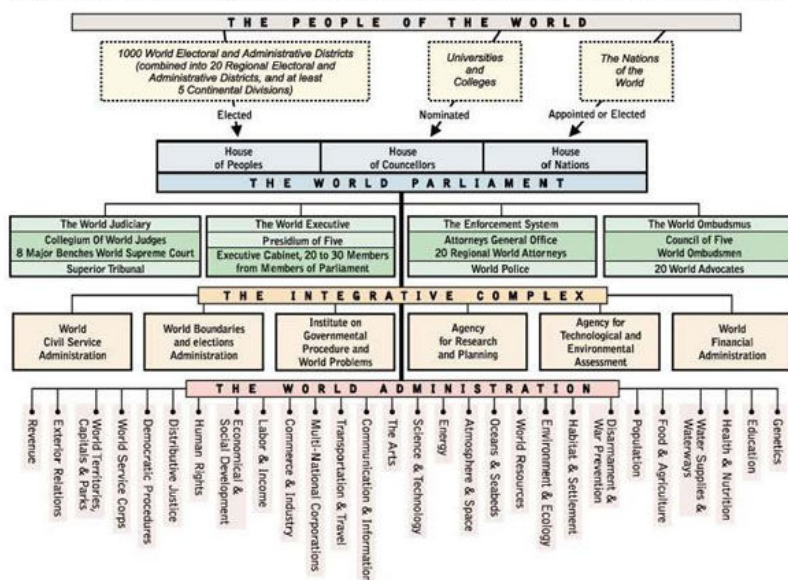 THE PEOPLE OF THE WORLD
1000 World Electoral and Administrative Districts
(combined into 20 Regional Electoral and
Administrative Districts, and at least
5 Continental Divisions)
Universities
and
Colleges
The Nations
of the
World
Elected
Nominated
Appointed or Elected
House
of Peoples
House
of Councellors
House
of Nations
THE WORLD PARLIAMENT
The World Judiciary
Collegium Of World Judges
8 Major Benches World Supreme Court
Superior Tribunal
The World Executive
Presidium of Five
Executive Cabinet, 20 to 30 Members
from Members of Parliament
The Enforcement System
Attorneys General Office
20 Regional World Attorneys
World Police
The World Ombudsmus
Council of Five
World Ombudsmen
20 World Advocates
THE INTEGRATIVE COMPLEX
World
Civil Service
Administration
World Boundaries
and elections
Administration
Institute on
Governmental
Procedure and
World Problems
Agency
for Research
and Planning
Agency for
Technological and
Environmental
Assessment
World
Financial
Administration
THE WORLD ADMINISTRATION
Revenue
Exterior Relations
World Territories,
Capitals & Parks
World Service Corps
Democratic Procedures
Distributive Justice
Human Rights
Economical &
Social Development
Labor & Income
Commerce & Industry
Multi-National Corporations
Transportation & Travel
Communication & Information
The Arts
Science & Technology
Energy
Atmosphere & Space
Oceans & Seabeds
World Resources
Environment & Ecology
Habitat & Settlement
Disarmament &
War Prevention
Population
Food & Agriculture
Water Supplies &
Waterways
Health & Nutrition
Education
Genetics